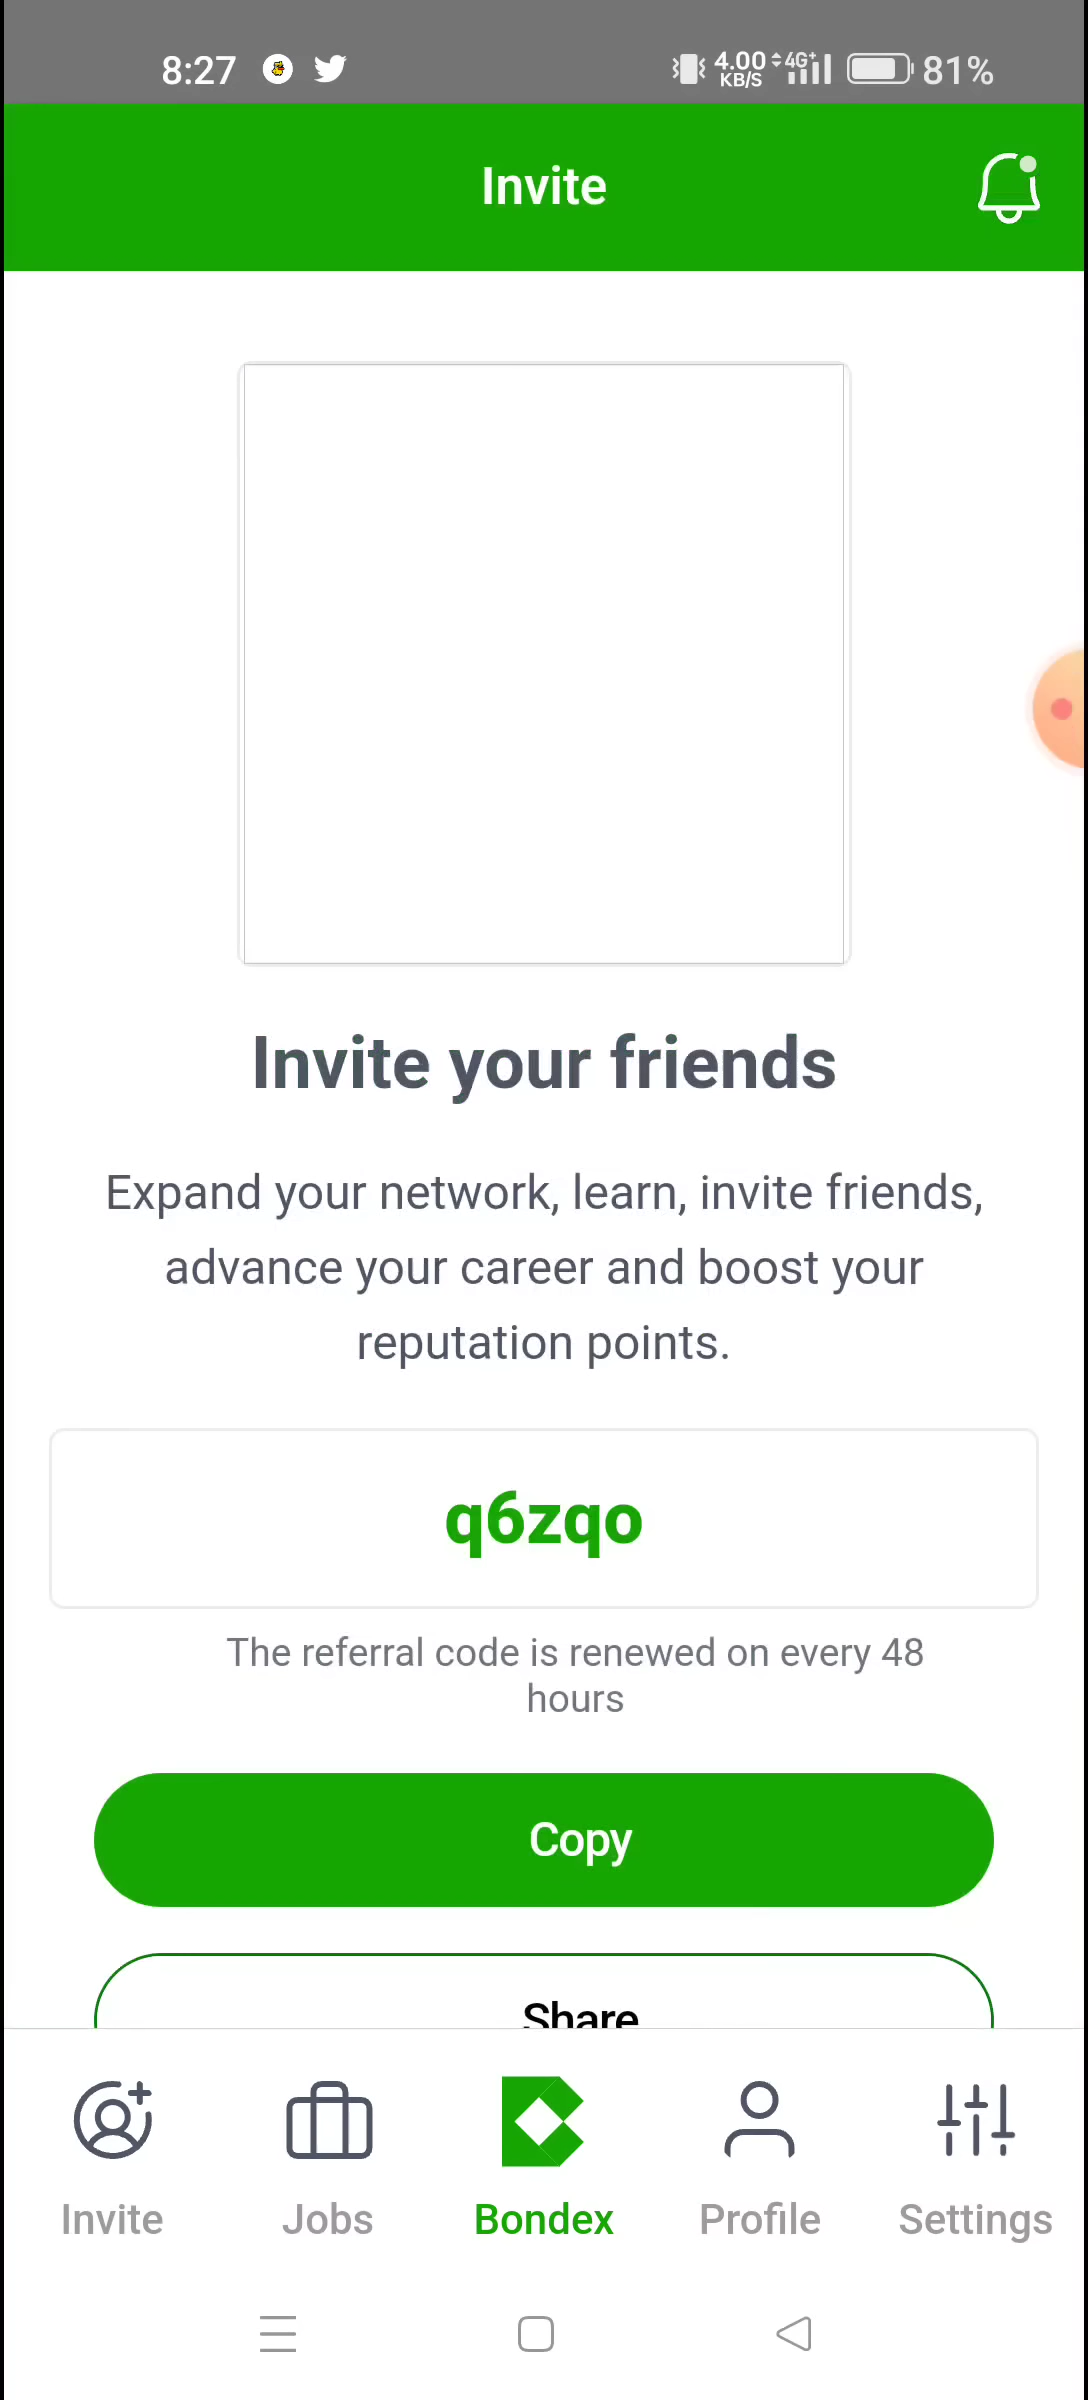 8:27 4.00 KB/S 4G+ 81%
Invite
Invite your friends
Expand your network, learn, invite friends,
advance your career and boost your
reputation points.
q6zqo
The referral code is renewed on every 48
hours
Copy
Share
Invite Jobs Bondex Profile Settings